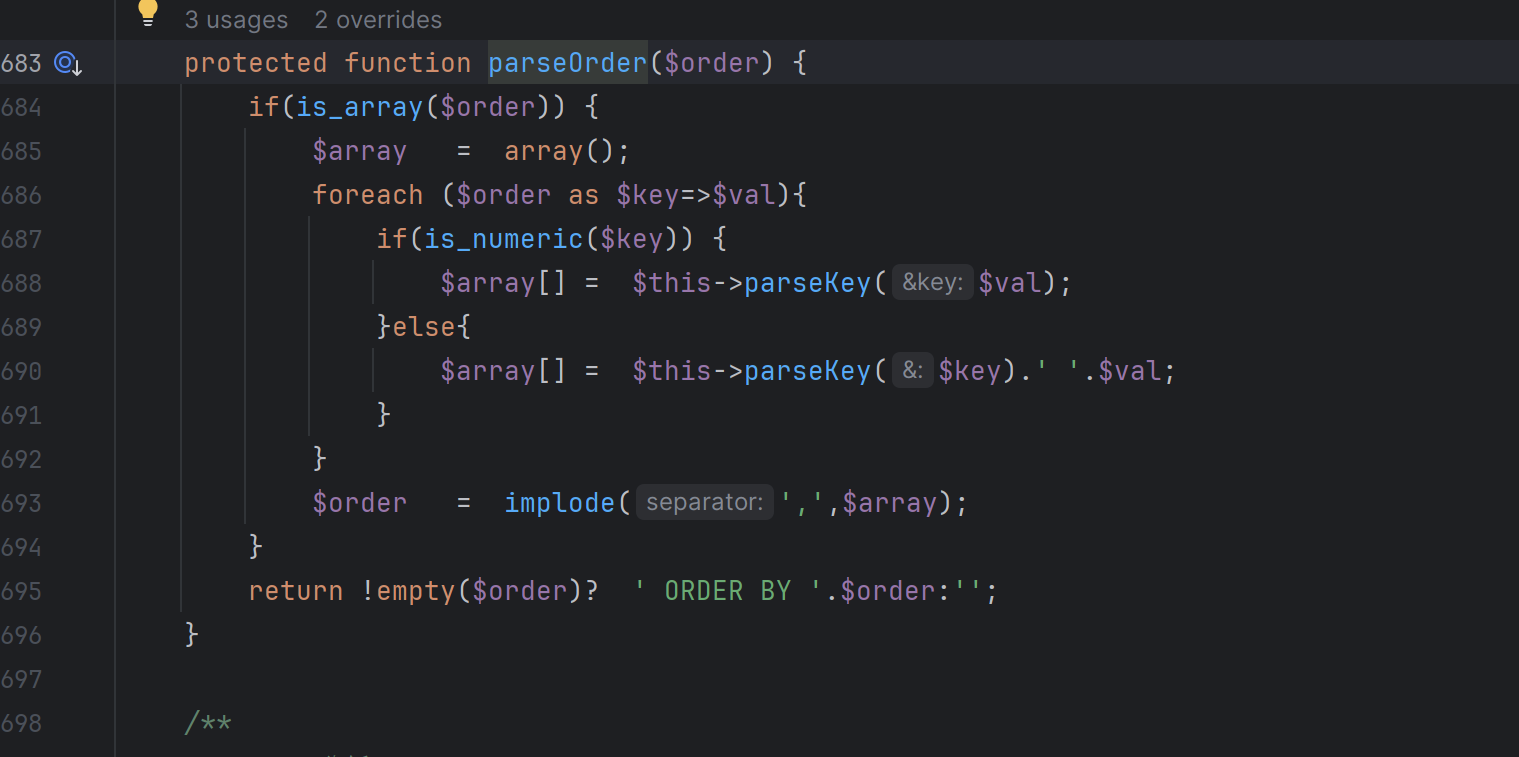 3 usages 2 overrides
683 protected function parseOrder($order) {
684 if(is_array($order)) {
685 $array = array();
686 foreach ($order as $key=>$val){
687 if(is_numeric($key)) {
688 $array[] = $this->parseKey( &key: $val);
689 }else{
690 $array[] = $this->parseKey( &: $key).' '.$val;
691 }
692 }
693 $order = implode( separator: ',',$array);
694 }
695 return !empty($order)? ' ORDER BY '.$order:'';
696 }
697
698 /**